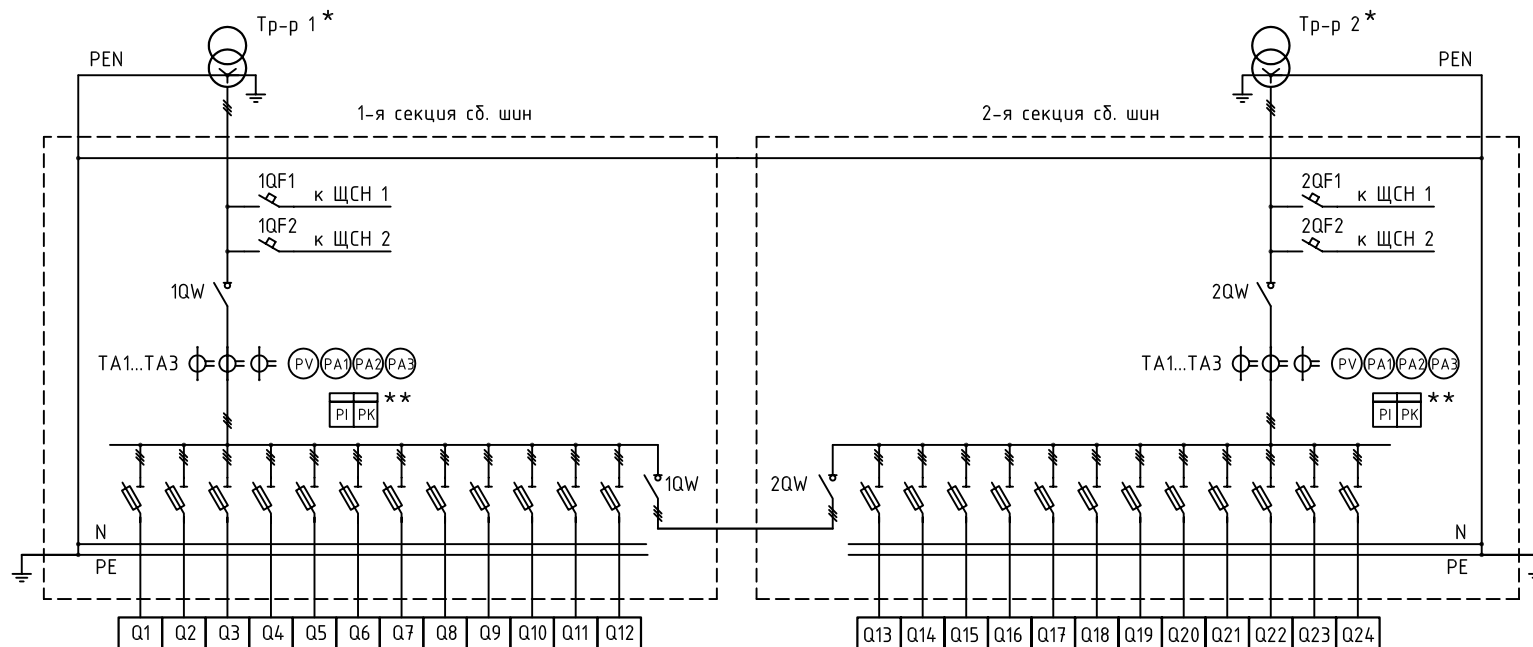 Тр-р 1*
Тр-р 2*
PEN
PEN
1-я секция сб. шин
2-я секция сб. шин
1QF1
к ЩСН 1
2QF1
к ЩСН 1
1QF2
к ЩСН 2
2QF2
к ЩСН 2
1QW
2QW
TA1...TA3
PV
PA1
PA2
PA3
TA1...TA3
PV
PA1
PA2
PA3
PI
PK
**
PI
PK
**
1QW
2QW
N
N
PE
PE
Q1
Q2
Q3
Q4
Q5
Q6
Q7
Q8
Q9
Q10
Q11
Q12
Q13
Q14
Q15
Q16
Q17
Q18
Q19
Q20
Q21
Q22
Q23
Q24